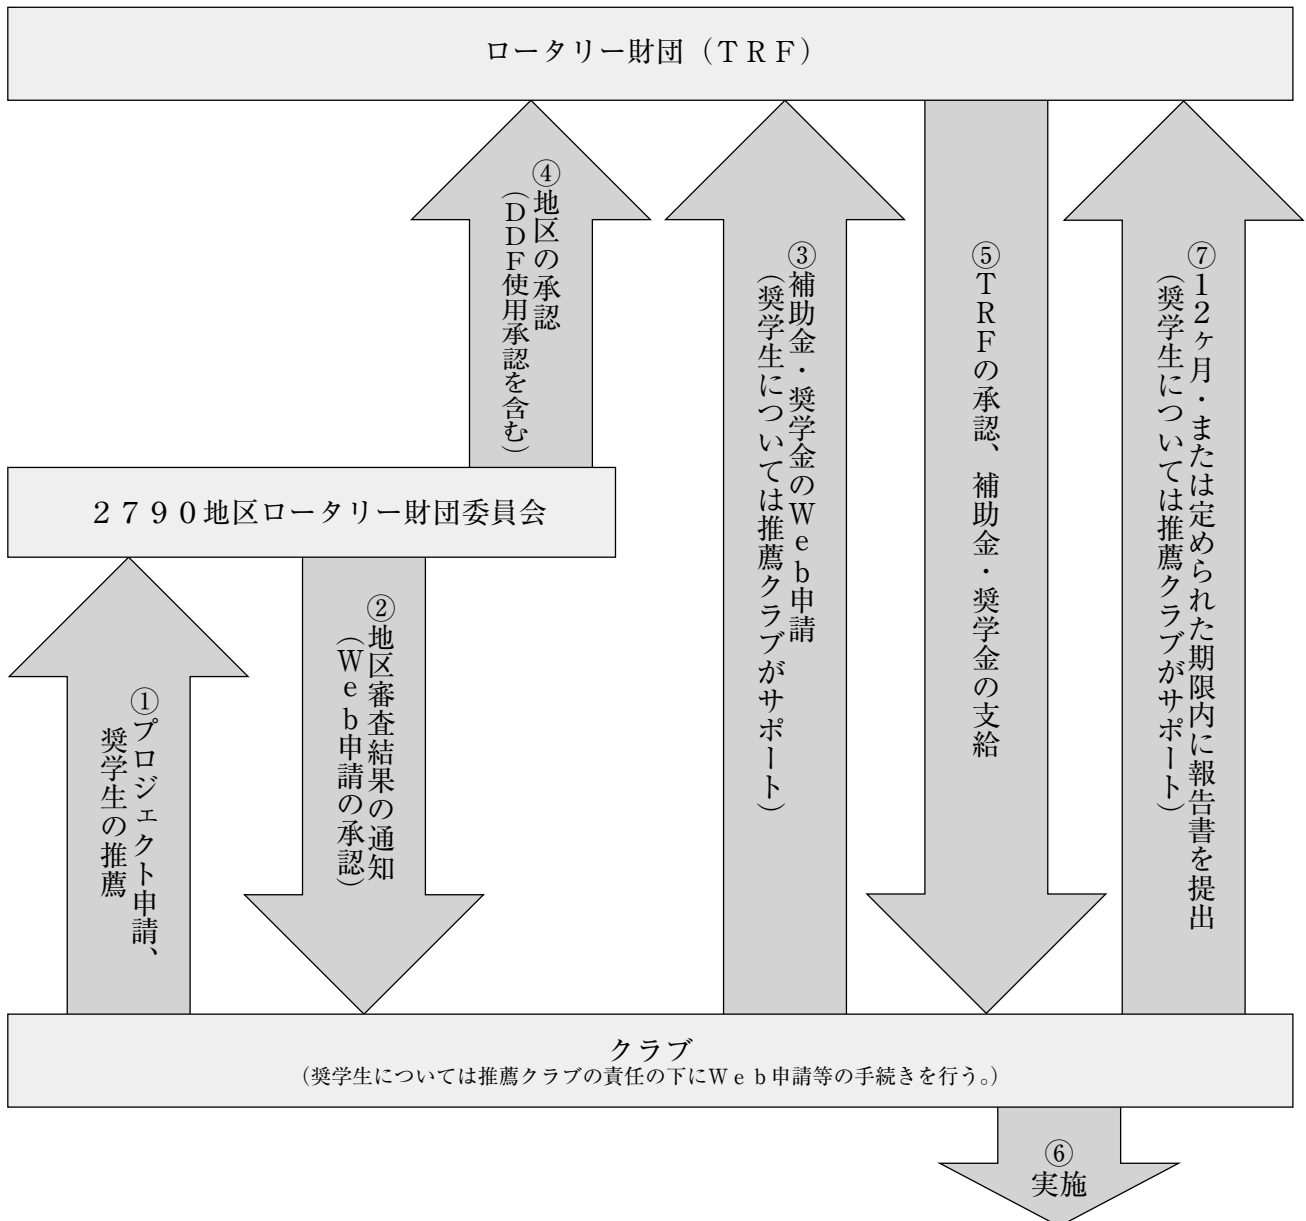 ロータリー財団（ＴＲＦ）
④地区の承認
（ＤＤＦ使用承認を含む）
③補助金・奨学金のＷｅｂ申請
（奨学生については推薦クラブがサポート）
⑤ＴＲＦの承認、補助金・奨学金の支給
⑦１２ヶ月・または定められた期限内に報告書を提出
（奨学生については推薦クラブがサポート）
２７９０地区ロータリー財団委員会
①プロジェクト申請、
奨学生の推薦
②地区審査結果の通知
（Ｗｅｂ申請の承認）
クラブ
（奨学生については推薦クラブの責任の下にＷｅｂ申請等の手続きを行う。）
⑥
実施